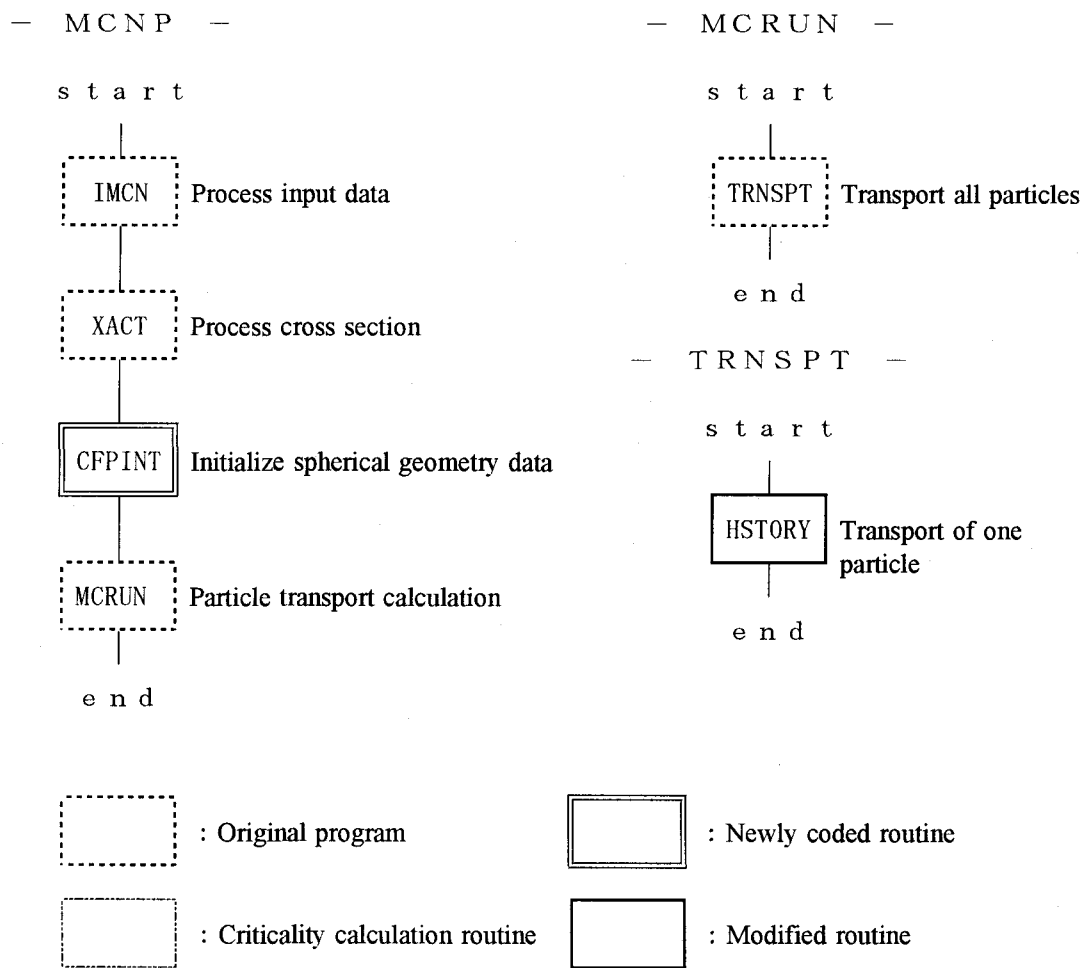 — MCNP —
start
IMCN Process input data
XACT Process cross section
CFPINT Initialize spherical geometry data
MCRUN Particle transport calculation
end
— MCRUN —
start
TRNSPT Transport all particles
end
— TRNSPT —
start
HSTORY Transport of one
particle
end
: Original program
: Newly coded routine
: Criticality calculation routine
: Modified routine